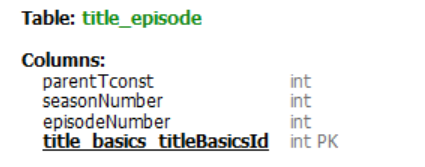 Table: title_episode
Columns:
parentTconst int
seasonNumber int
episodeNumber int
title_basics_titleBasicsId int PK